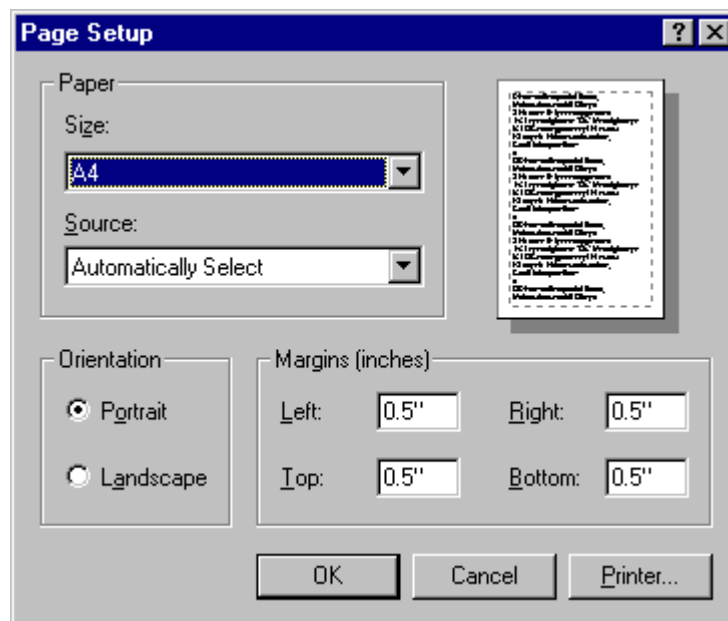 Page Setup
Paper
Size:
A4
Source:
Automatically Select
Orientation
Portrait
Landscape
Margins (inches)
Left: 0.5" Right: 0.5"
Top: 0.5" Bottom: 0.5"
OK Cancel Printer...